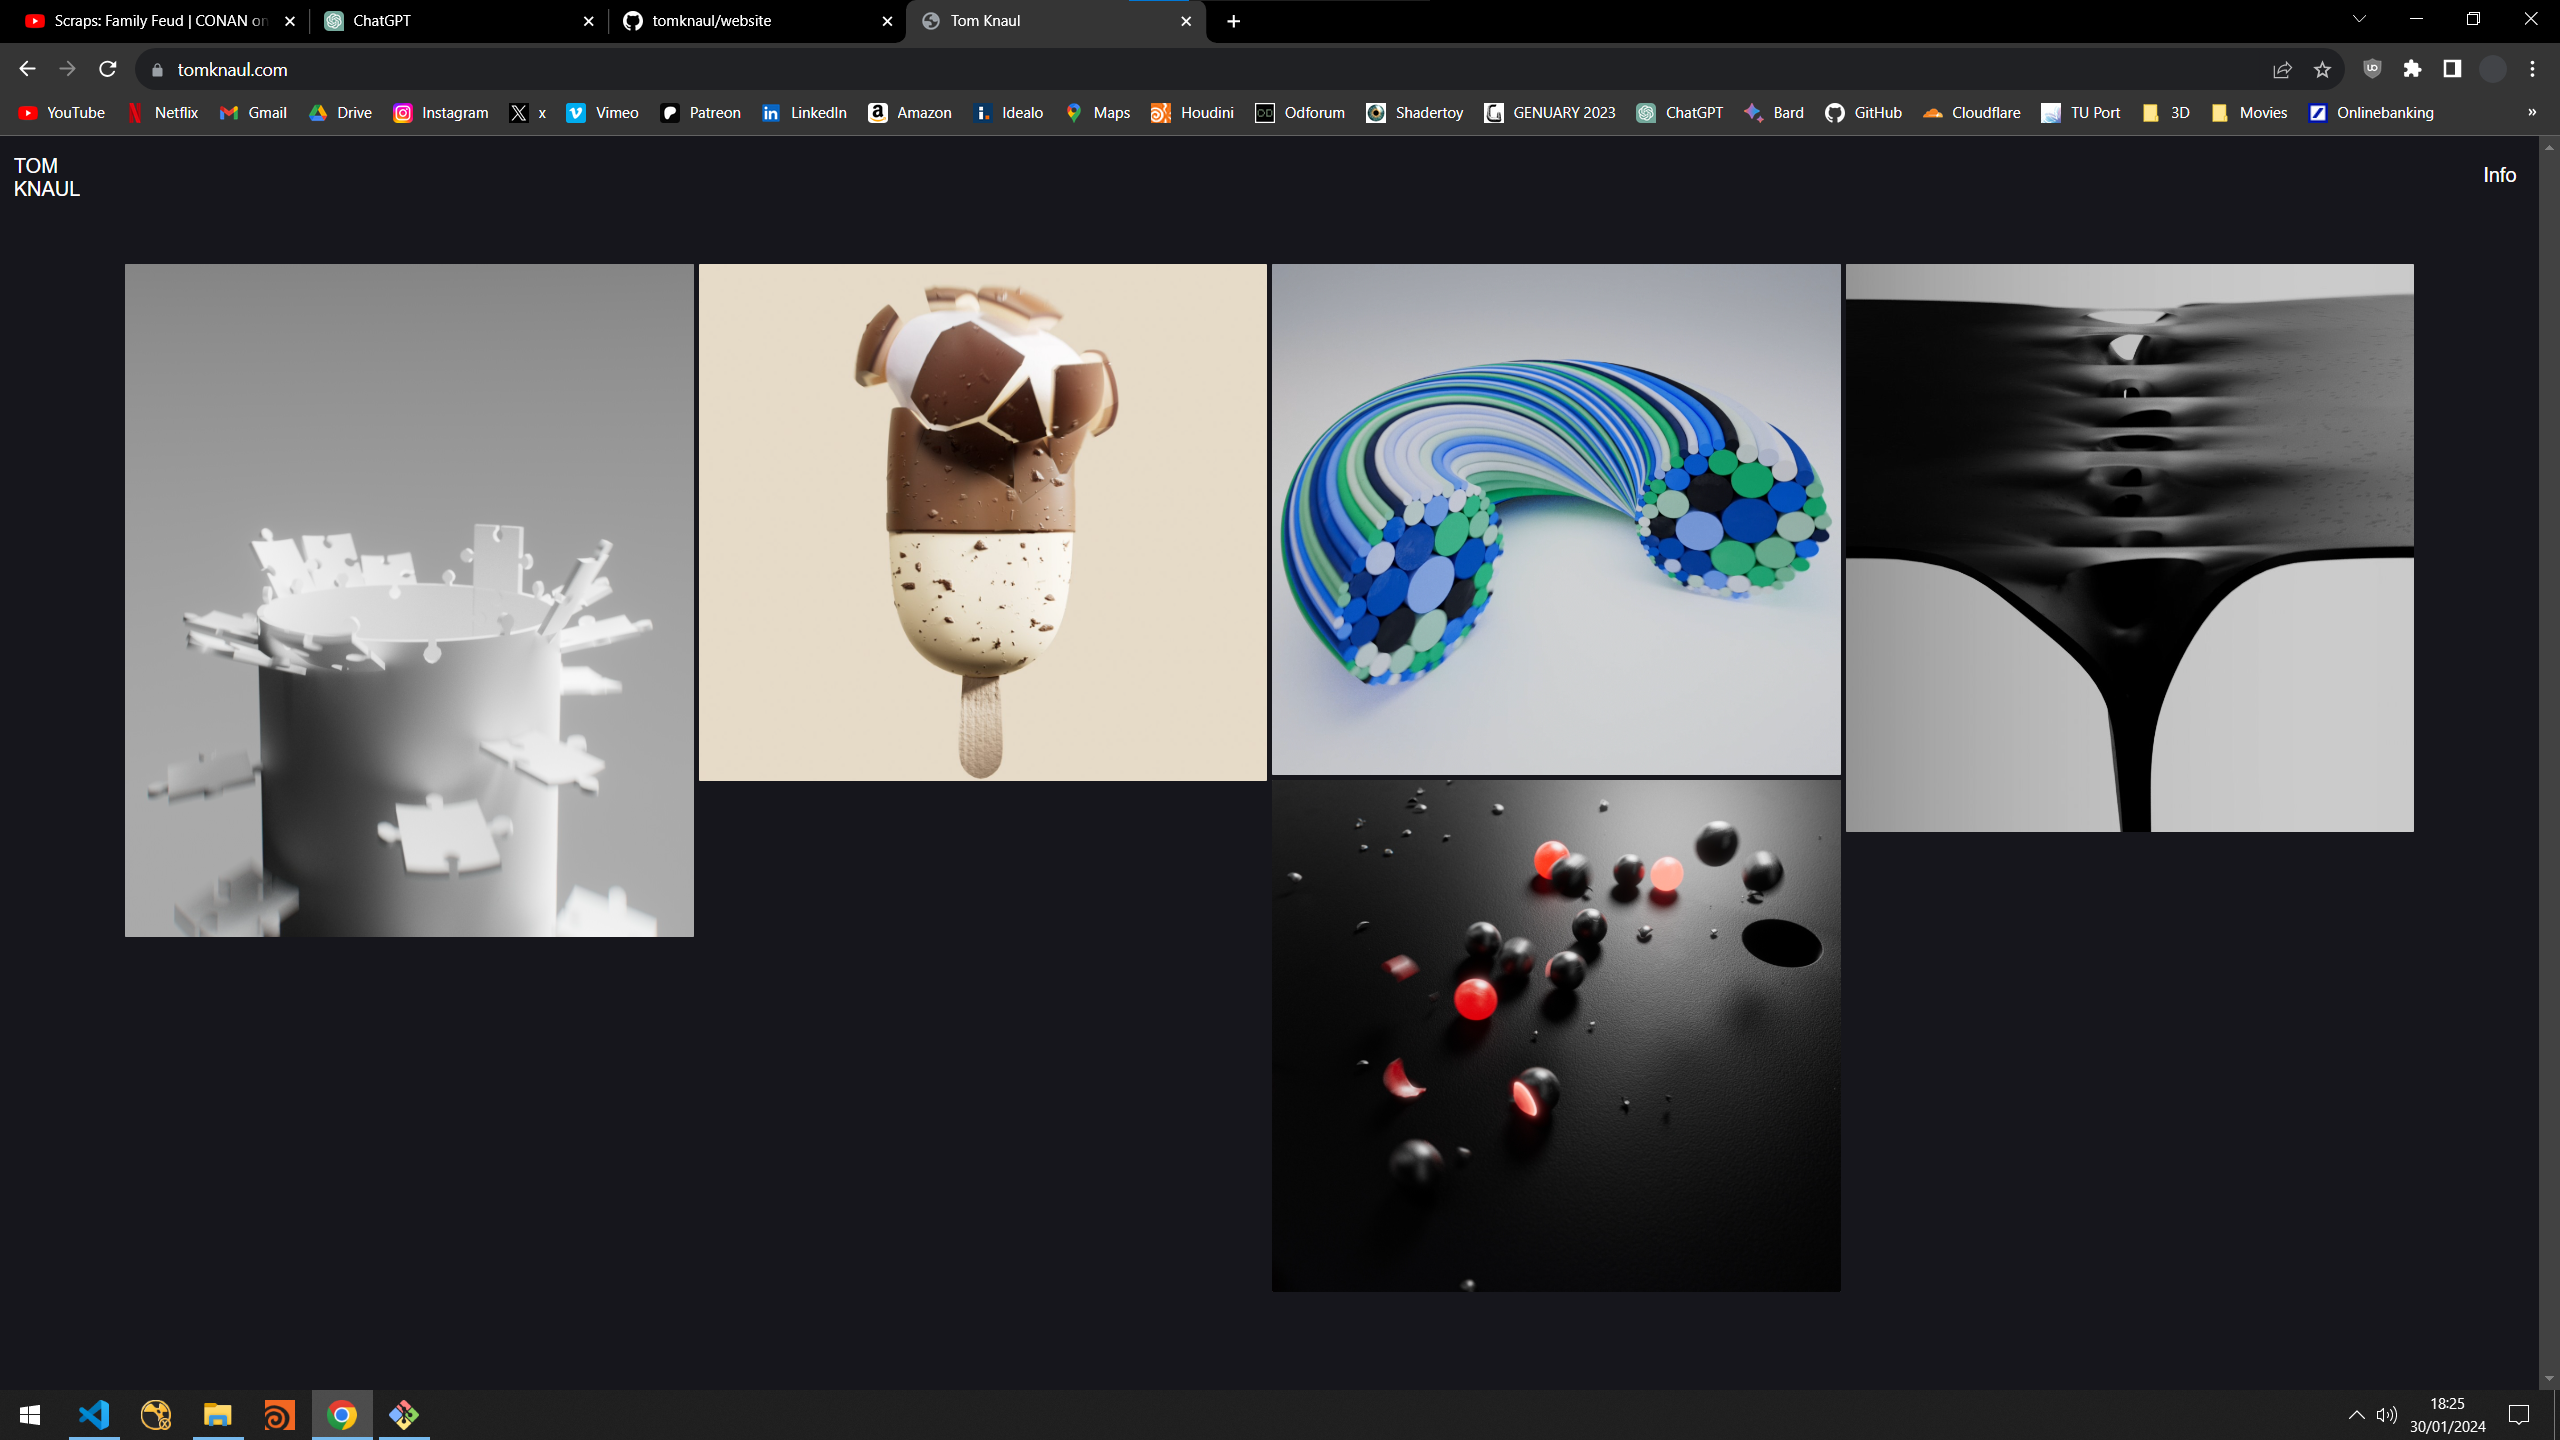 Scraps: Family Feud | CONAN on
ChatGPT
tomknaul/website
Tom Knaul
tomknaul.com
YouTube
Netflix
Gmail
Drive
Instagram
x
Vimeo
Patreon
LinkedIn
Amazon
Idealo
Maps
Houdini
Odforum
Shadertoy
GENUARY 2023
ChatGPT
Bard
GitHub
Cloudflare
TU Port
3D
Movies
Onlinebanking
»
TOM
KNAUL
Info
18:25
30/01/2024